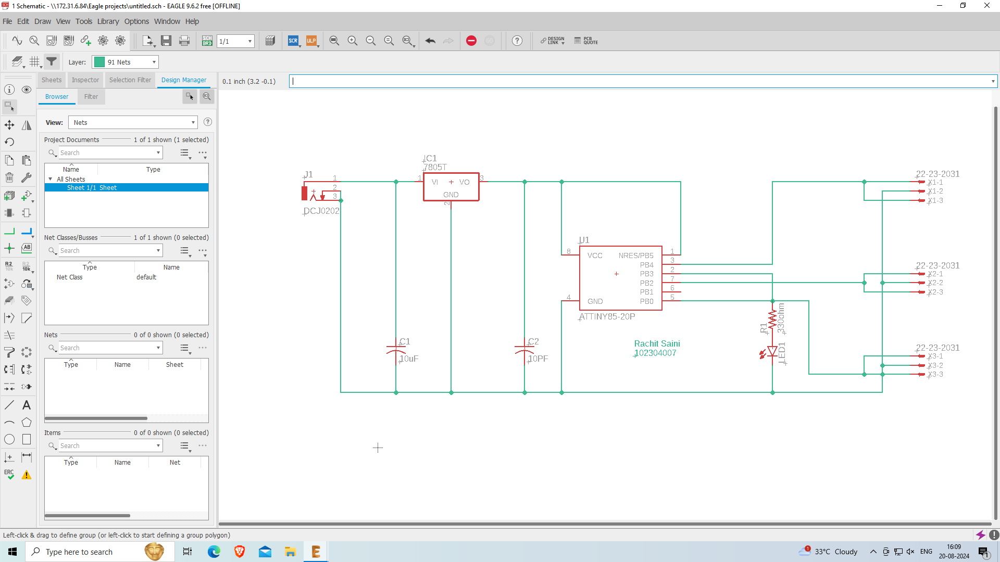 1 Schematic - \\172.31.6.84\Eagle projects\untitled.sch - EAGLE 9.6.2 free [OFFLINE]
File Edit Draw View Tools Library Options Window Help
SCH BRD 1/1 SCR ULP GO DESIGN LINK PCB QUOTE
Layer: 91 Nets
Sheets Inspector Selection Filter Design Manager
0.1 inch (3.2 -0.1)
Browser Filter
View: Nets
Project Documents 1 of 1 shown (1 selected)
Search
Name Type
All Sheets
Sheet 1/1 Sheet
Net Classes/Busses 1 of 1 shown (0 selected)
Search
Type Name
Net Class default
Nets 0 of 0 shown (0 selected)
Search
Type Name Sheet
Items 0 of 0 shown (0 selected)
Search
Type Name Net
AB
R2 10k
R2 10k
A
ERC
J1
1
2
3
DCJ0202
IC1
7805T
1 VI VO 3
GND
2
C1
10uF
C2
10PF
U1
8 VCC NRES/PB5 1
PB4 3
PB3 2
PB2 7
PB1 6
4 GND PB0 5
ATTINY85-20P
Rachit Saini
102304007
R1
330ohm
LED1
22-23-2031
X1-1
X1-2
X1-3
22-23-2031
X2-1
X2-2
X2-3
22-23-2031
X3-1
X3-2
X3-3
Left-click & drag to define group (or left-click to start defining a group polygon)
Type here to search
1
33°C Cloudy
ENG
16:09
20-08-2024
1